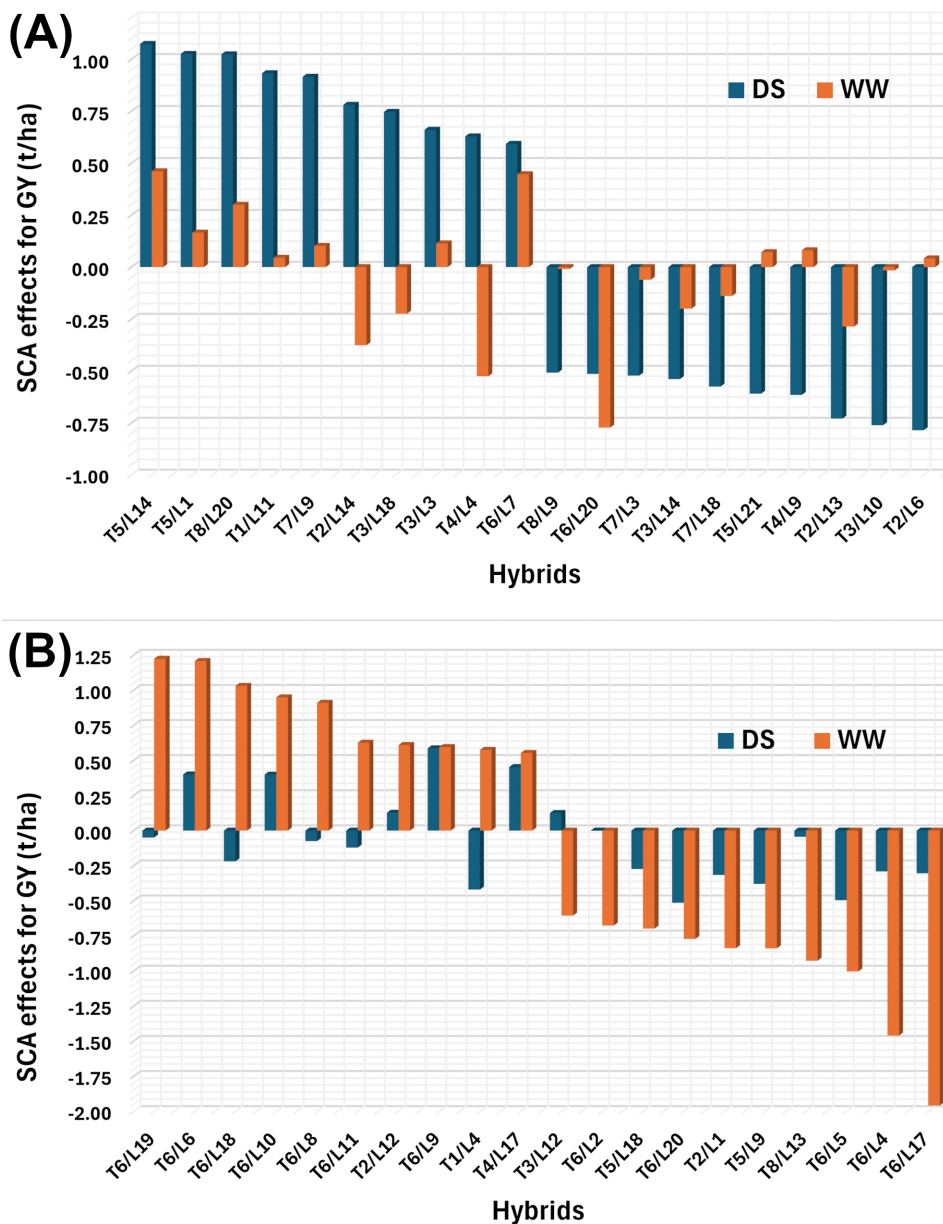 (A)
SCA effects for GY (t/ha)
1.00
0.75
0.50
0.25
0.00
-0.25
-0.50
-0.75
-1.00
DS WW
T5/L14 T5/L1 T8/L20 T1/L11 T7/L9 T2/L14 T3/L18 T3/L3 T4/L4 T6/L7 T8/L9 T6/L20 T7/L3 T3/L14 T7/L18 T5/L21 T4/L9 T2/L13 T3/L10 T2/L6
Hybrids
(B)
SCA effects for GY (t/ha)
1.25
1.00
0.75
0.50
0.25
0.00
-0.25
-0.50
-0.75
-1.00
-1.25
-1.50
-1.75
-2.00
DS WW
T6/L19 T6/L6 T6/L18 T6/L10 T6/L8 T6/L11 T2/L12 T6/L9 T1/L4 T4/L17 T3/L12 T6/L2 T5/L18 T6/L20 T2/L1 T5/L9 T8/L13 T6/L5 T6/L4 T6/L17
Hybrids